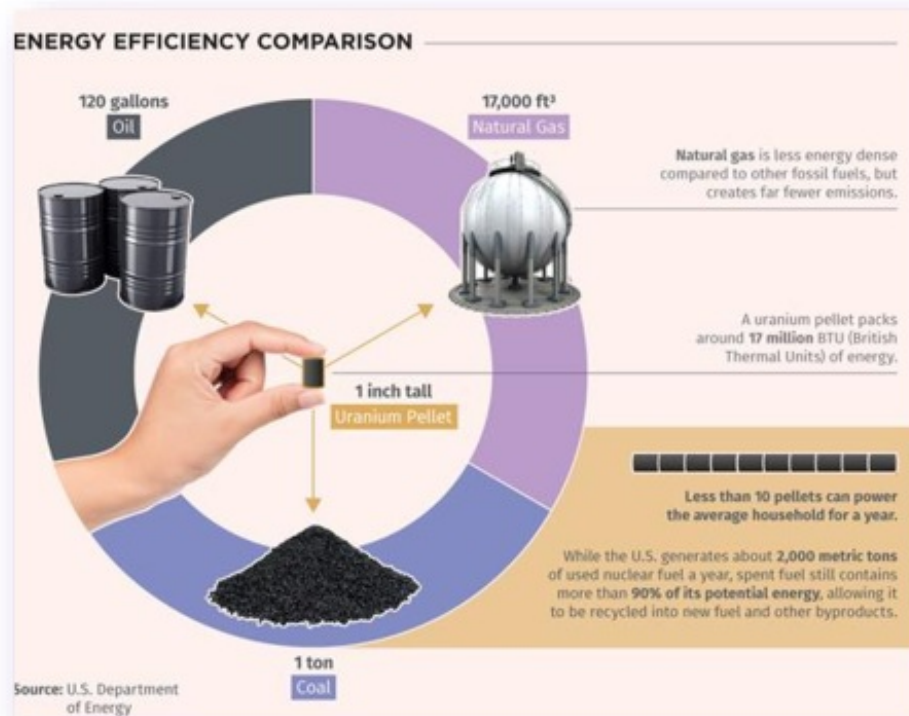 ENERGY EFFICIENCY COMPARISON
120 gallons
Oil
17,000 ft³
Natural Gas
Natural gas is less energy dense
compared to other fossil fuels, but
creates far fewer emissions.
A uranium pellet packs
around 17 million BTU (British
Thermal Units) of energy.
1 inch tall
Uranium Pellet
Less than 10 pellets can power
the average household for a year.
While the U.S. generates about 2,000 metric tons
of used nuclear fuel a year, spent fuel still contains
more than 90% of its potential energy, allowing it
to be recycled into new fuel and other byproducts.
1 ton
Coal
Source: U.S. Department
of Energy